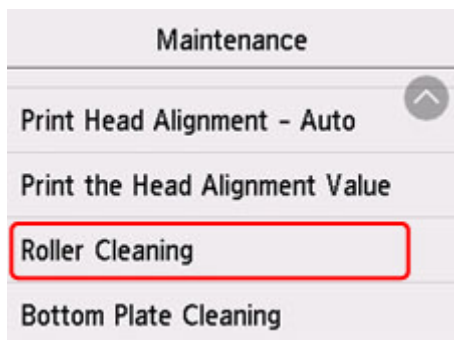 Maintenance
Print Head Alignment - Auto
Print the Head Alignment Value
Roller Cleaning
Bottom Plate Cleaning